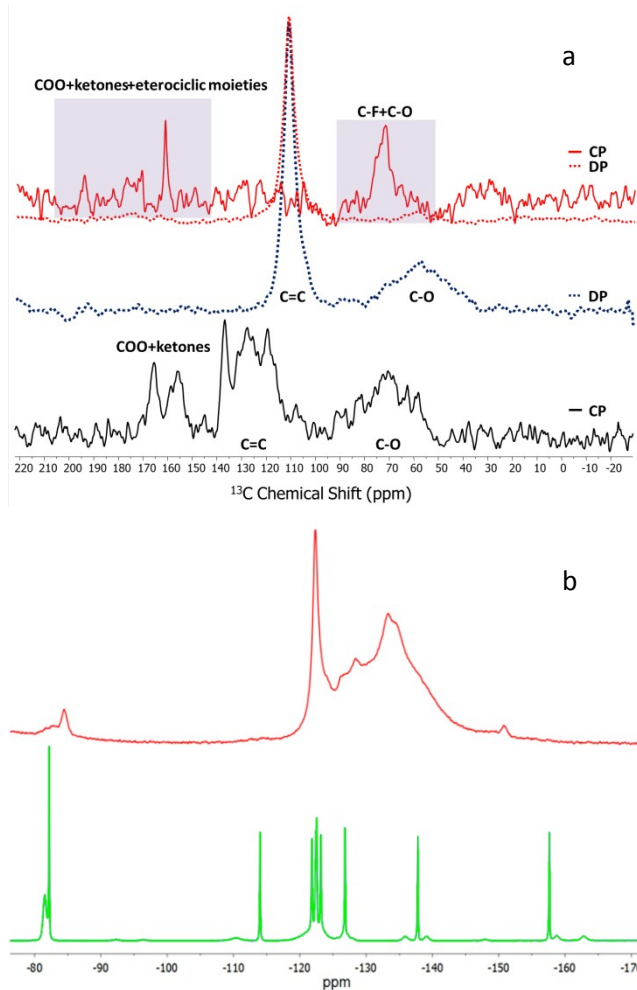 a
COO+ketones+eterociclic moieties
C-F+C-O
CP
DP
C=C
C-O
DP
COO+ketones
C=C
C-O
CP
220 210 200 190 180 170 160 150 140 130 120 110 100 90 80 70 60 50 40 30 20 10 0 -10 -20
13C Chemical Shift (ppm)
b
-80 -90 -100 -110 -120 -130 -140 -150 -160 -170
ppm